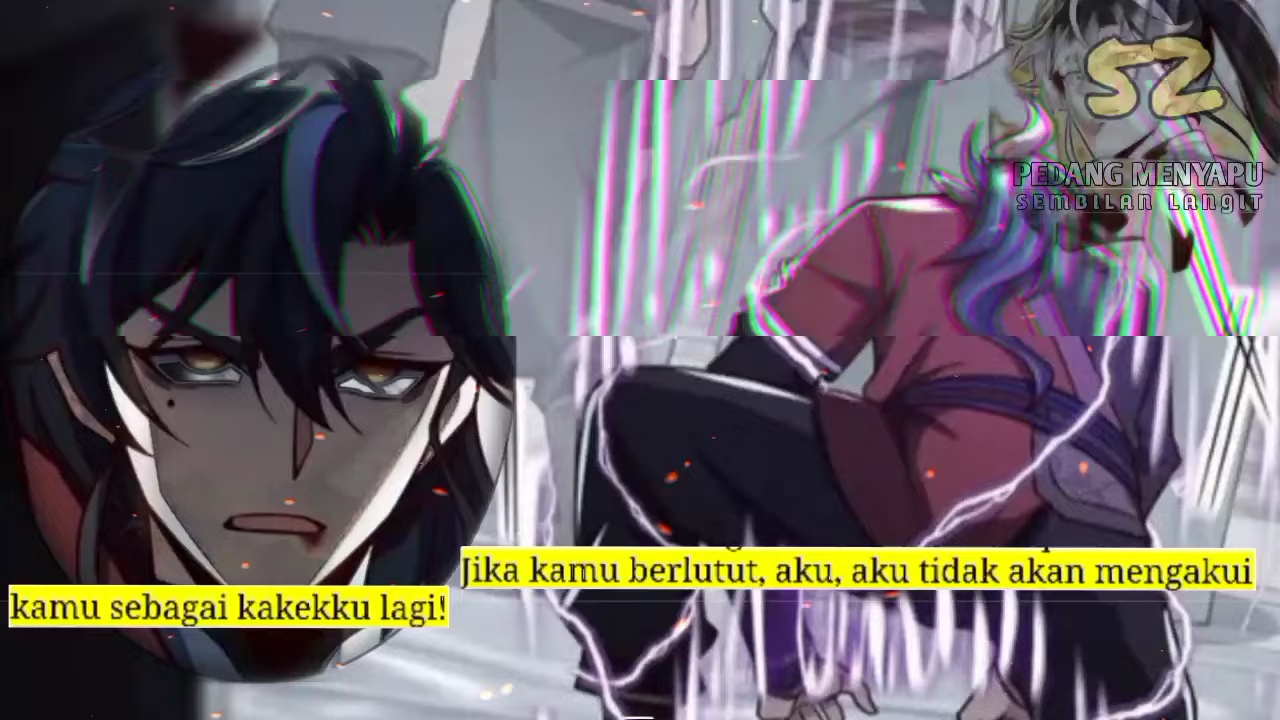 SZ
PEDANG MENYAPU
SEMBILAN LANGIT
Jika kamu berlutut, aku, aku tidak akan mengakui
kamu sebagai kakekku lagi!